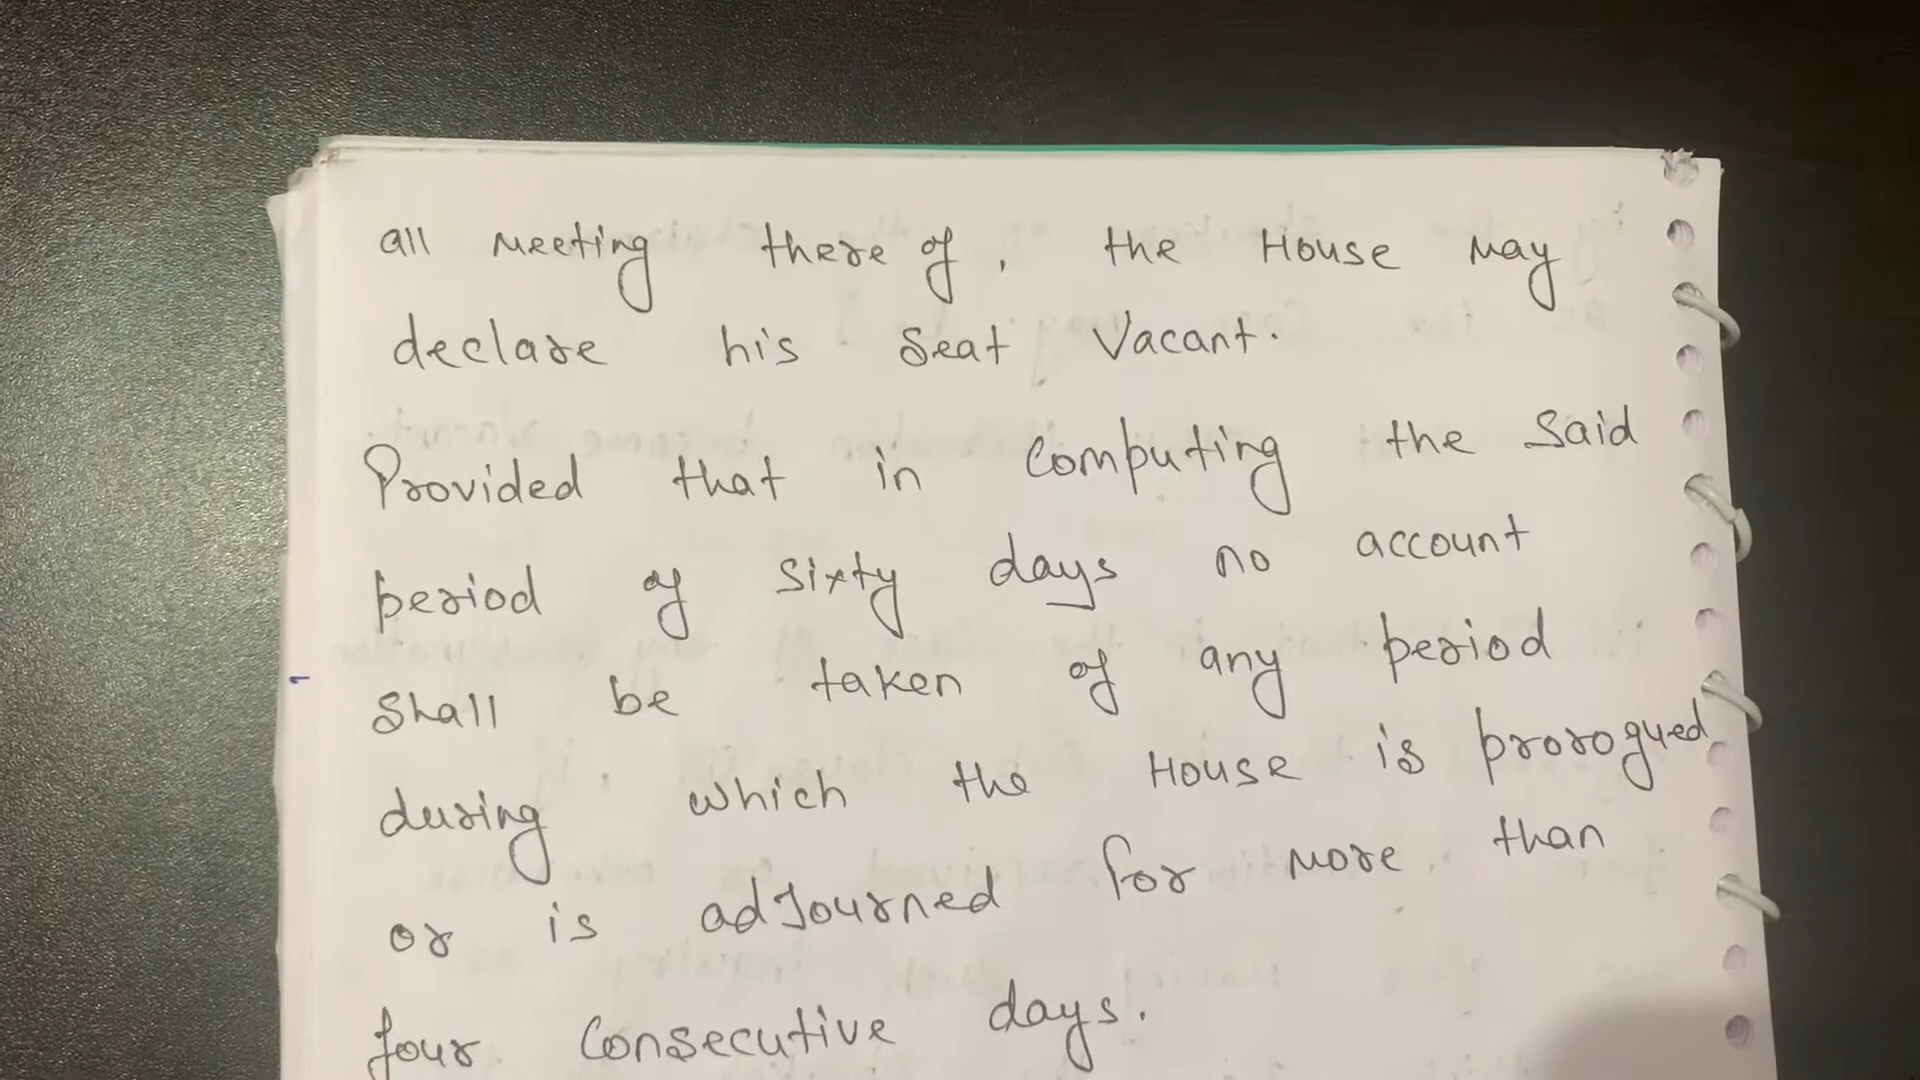 all meeting there of, the House may
declare his seat Vacant.
Provided that in Computing the Said
period of sixty days no account
shall be taken of any period
during which the House is prorogued
or is adjourned for more than
four Consecutive days.